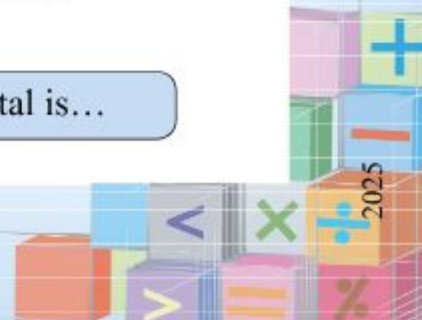 tal is…
+
−
2025
< × ÷
> = %